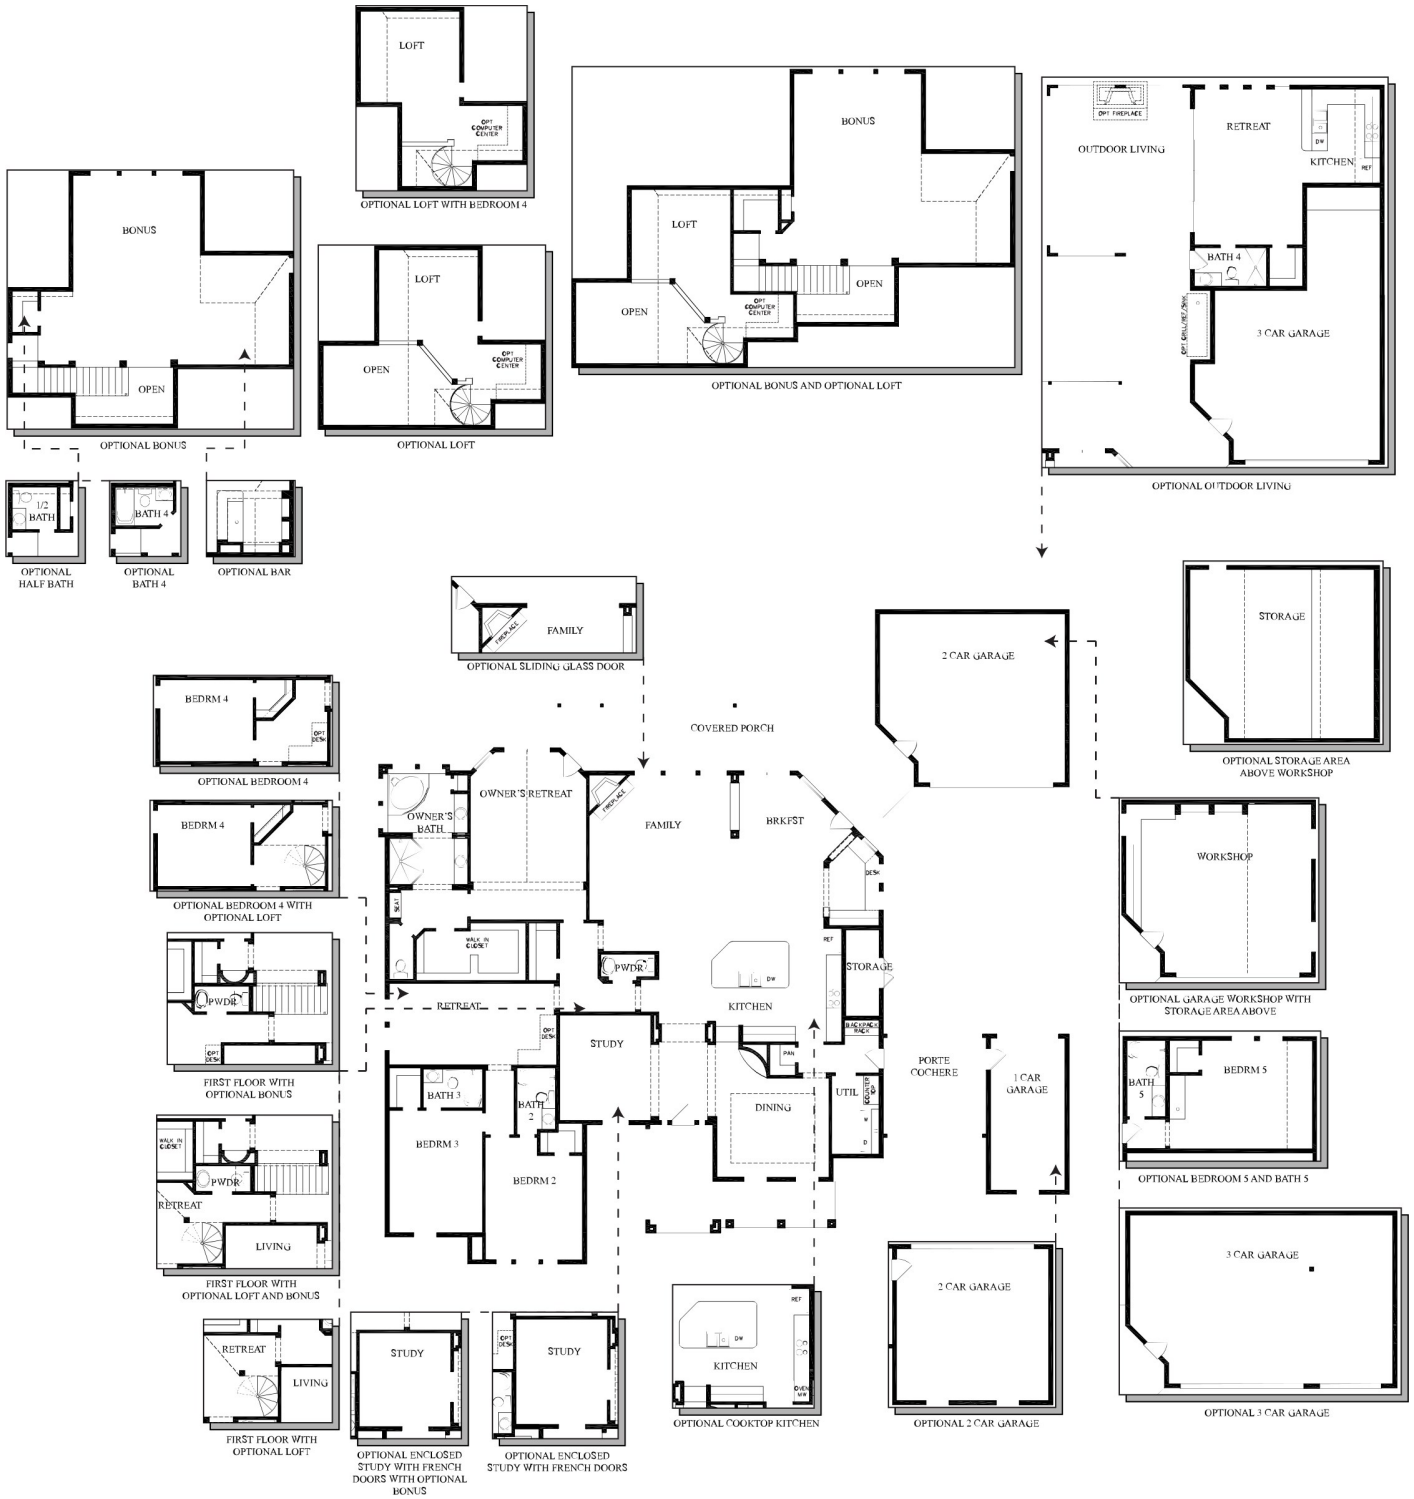 LOFT
OPT
COMPUTER
CENTER
OPTIONAL LOFT WITH BEDROOM 4
BONUS
LOFT
OPEN
OPEN
OPT
COMPUTER
CENTER
OPTIONAL BONUS AND OPTIONAL LOFT
OPT FIREPLACE
OUTDOOR LIVING
RETREAT
DW
KITCHEN
REF
BATH 4
OPT GRILL/REF/SINK
3 CAR GARAGE
OPTIONAL OUTDOOR LIVING
BONUS
OPEN
OPTIONAL BONUS
LOFT
OPEN
OPT
COMPUTER
CENTER
OPTIONAL LOFT
1/2
BATH
OPTIONAL
HALF BATH
BATH 4
OPTIONAL
BATH 4
OPTIONAL BAR
FIREPLACE
FAMILY
OPTIONAL SLIDING GLASS DOOR
2 CAR GARAGE
STORAGE
OPTIONAL STORAGE AREA
ABOVE WORKSHOP
BEDRM 4
OPT
DESK
OPTIONAL BEDROOM 4
BEDRM 4
OPTIONAL BEDROOM 4 WITH
OPTIONAL LOFT
PWDR
OPT
DESK
FIRST FLOOR WITH
OPTIONAL BONUS
WALK IN
CLOSET
PWDR
RETREAT
LIVING
FIRST FLOOR WITH
OPTIONAL LOFT AND BONUS
RETREAT
LIVING
FIRST FLOOR WITH
OPTIONAL LOFT
COVERED PORCH
OWNER'S RETREAT
OWNER'S
BATH
FIREPLACE
FAMILY
BRKFST
DESK
SEAT
WALK IN
CLOSET
PWDR
REF
DW
KITCHEN
STORAGE
RETREAT
OPT
DESK
STUDY
BACKPACK
RACK
PAN
PORTE
COCHERE
1 CAR
GARAGE
BATH 3
BATH
2
DINING
UTIL
COUNTER
TOP
W
D
BEDRM 3
BEDRM 2
WORKSHOP
OPTIONAL GARAGE WORKSHOP WITH
STORAGE AREA ABOVE
BATH
5
BEDRM 5
OPTIONAL BEDROOM 5 AND BATH 5
3 CAR GARAGE
OPTIONAL 3 CAR GARAGE
STUDY
OPTIONAL ENCLOSED
STUDY WITH FRENCH
DOORS WITH OPTIONAL
BONUS
OPT
DESK
STUDY
OPTIONAL ENCLOSED
STUDY WITH FRENCH DOORS
REF
DW
KITCHEN
OVEN
MW
OPTIONAL COOKTOP KITCHEN
2 CAR GARAGE
OPTIONAL 2 CAR GARAGE